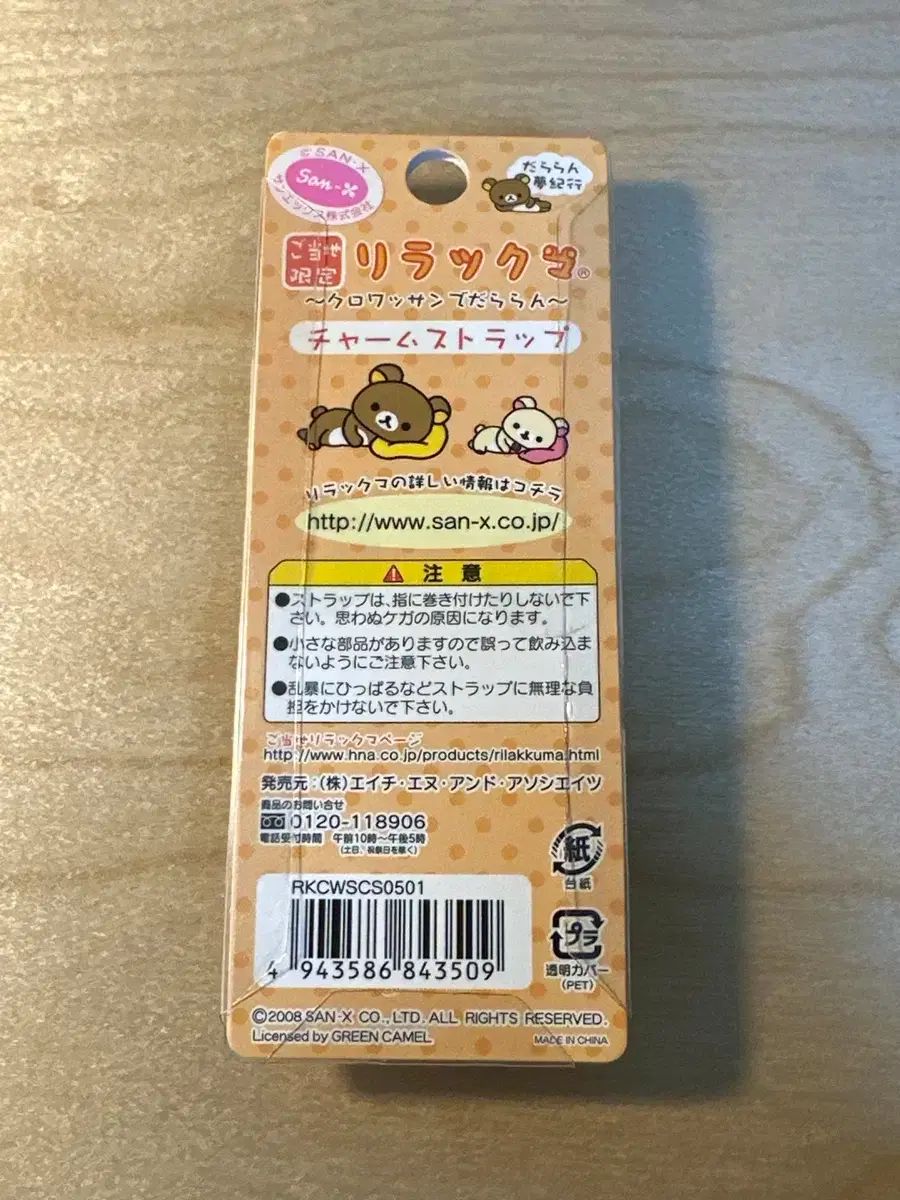 © SAN-X
San-X
サンエックス株式会社
だららん
夢紀行
ご当地
限定
リラックマ®
～クロワッサンでだららん～
チャームストラップ
リラックマの詳しい情報はコチラ
http://www.san-x.co.jp/
⚠ 注意
●ストラップは、指に巻き付けたりしないで下
さい。思わぬケガの原因になります。
●小さな部品がありますので誤って飲み込ま
ないようにご注意下さい。
●乱暴にひっぱるなどストラップに無理な負
担をかけないで下さい。
ご当地リラックマページ
http://www.hna.co.jp/products/rilakkuma.html
発売元：(株)エイチ・エヌ・アンド・アソシエイツ
商品のお問い合せ
0120-118906
電話受付時間 午前10時～午後5時
(土日、祝祭日を除く)
紙
台紙
RKCWSCS0501
4 943586 843509
プラ
透明カバー
(PET)
©2008 SAN-X CO., LTD. ALL RIGHTS RESERVED.
Licensed by GREEN CAMEL
MADE IN CHINA